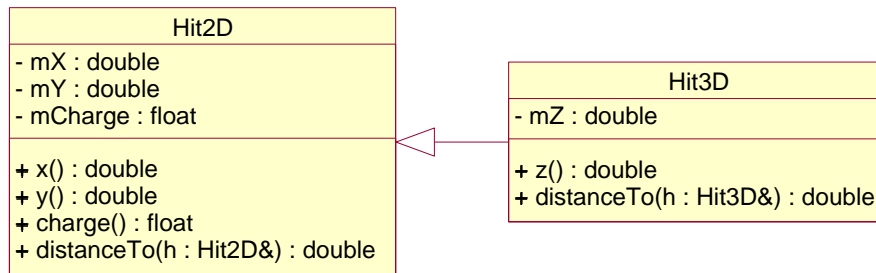 Hit2D
- mX : double
- mY : double
- mCharge : float
+ x() : double
+ y() : double
+ charge() : float
+ distanceTo(h : Hit2D&) : double
Hit3D
- mZ : double
+ z() : double
+ distanceTo(h : Hit3D&) : double